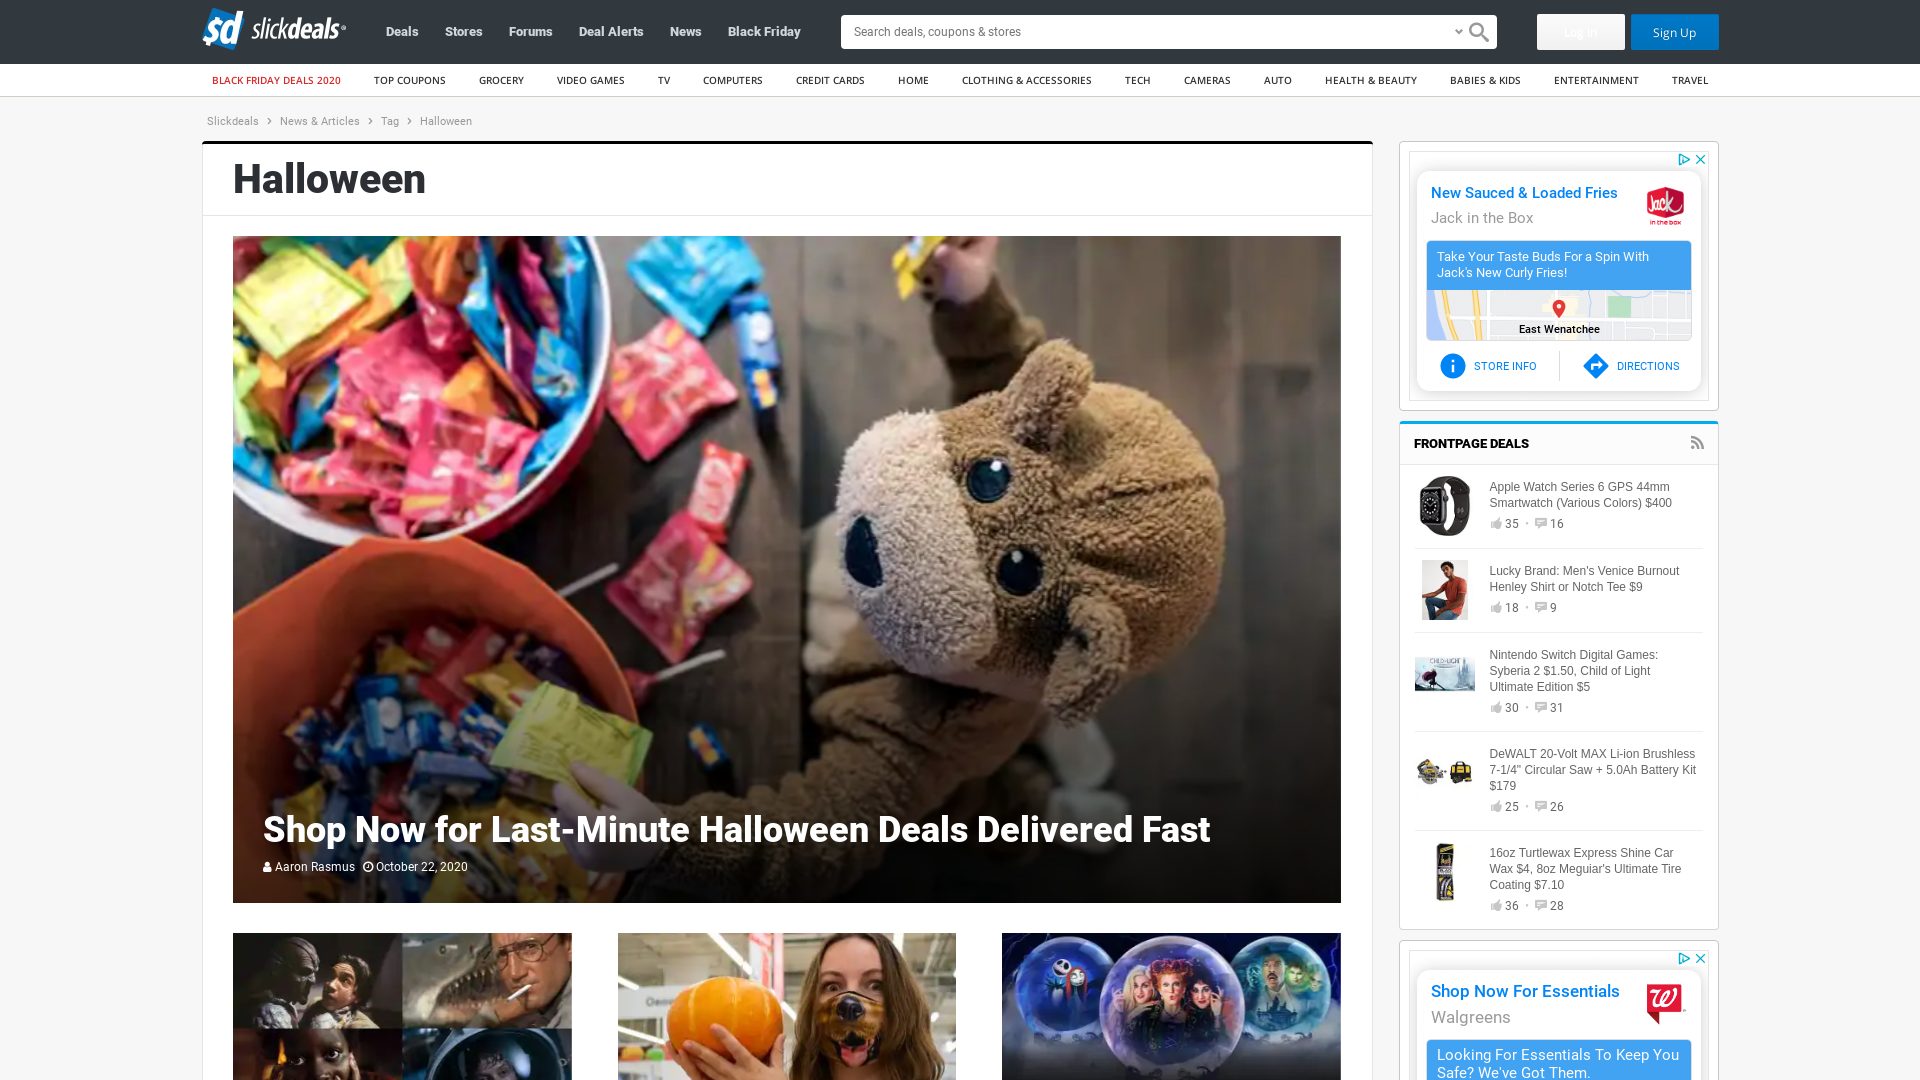 slickdeals
Deals
Stores
Forums
Deal Alerts
News
Black Friday
Search deals, coupons & stores
Log In
Sign Up
BLACK FRIDAY DEALS 2020
TOP COUPONS
GROCERY
VIDEO GAMES
TV
COMPUTERS
CREDIT CARDS
HOME
CLOTHING & ACCESSORIES
TECH
CAMERAS
AUTO
HEALTH & BEAUTY
BABIES & KIDS
ENTERTAINMENT
TRAVEL
Slickdeals > News & Articles > Tag > Halloween
Halloween
Shop Now for Last-Minute Halloween Deals Delivered Fast
Aaron Rasmus October 22, 2020
New Sauced & Loaded Fries
Jack in the Box
Jack
in the box
Take Your Taste Buds For a Spin With
Jack's New Curly Fries!
East Wenatchee
STORE INFO
DIRECTIONS
FRONTPAGE DEALS
Apple Watch Series 6 GPS 44mm
Smartwatch (Various Colors) $400
35 • 16
Lucky Brand: Men's Venice Burnout
Henley Shirt or Notch Tee $9
18 • 9
CHILD of LIGHT
Nintendo Switch Digital Games:
Syberia 2 $1.50, Child of Light
Ultimate Edition $5
30 • 31
DeWALT 20-Volt MAX Li-ion Brushless
7-1/4" Circular Saw + 5.0Ah Battery Kit
$179
25 • 26
16oz Turtlewax Express Shine Car
Wax $4, 8oz Meguiar's Ultimate Tire
Coating $7.10
36 • 28
Shop Now For Essentials
Walgreens
W
Looking For Essentials To Keep You
Safe? We've Got Them.